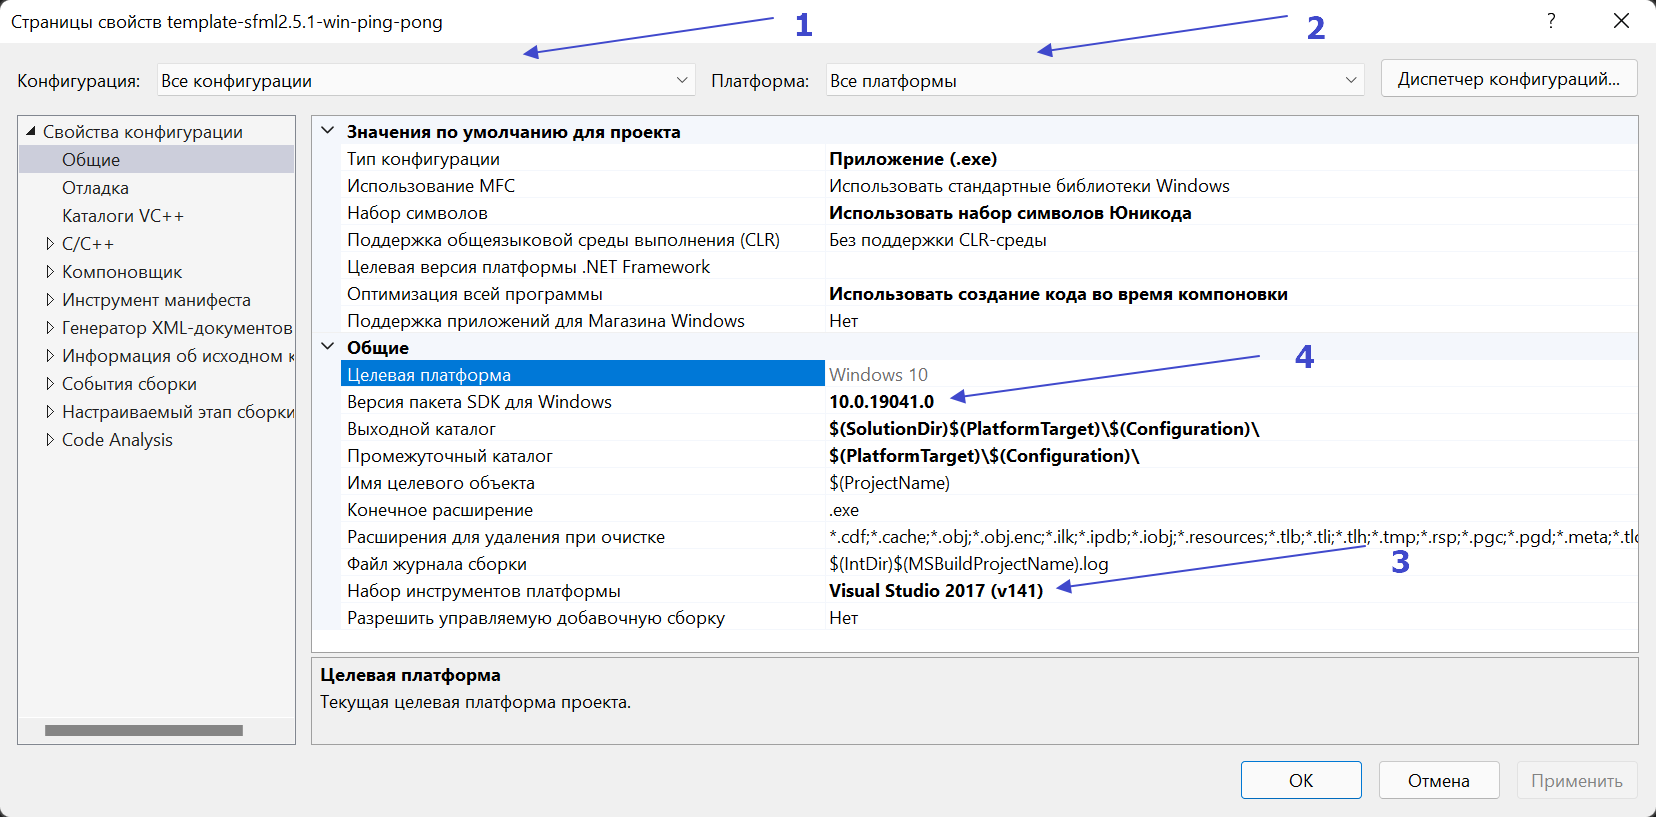 Страницы свойств template-sfml2.5.1-win-ping-pong
?
1
2
Конфигурация: Все конфигурации Платформа: Все платформы Диспетчер конфигураций...
Свойства конфигурации
Общие
Отладка
Каталоги VC++
C/C++
Компоновщик
Инструмент манифеста
Генератор XML-документов
Информация об исходном к
События сборки
Настраиваемый этап сборки
Code Analysis
Значения по умолчанию для проекта
Тип конфигурации Приложение (.exe)
Использование MFC Использовать стандартные библиотеки Windows
Набор символов Использовать набор символов Юникода
Поддержка общеязыковой среды выполнения (CLR) Без поддержки CLR-среды
Целевая версия платформы .NET Framework
Оптимизация всей программы Использовать создание кода во время компоновки
Поддержка приложений для Магазина Windows Нет
Общие
4
Целевая платформа Windows 10
Версия пакета SDK для Windows 10.0.19041.0
Выходной каталог $(SolutionDir)$(PlatformTarget)\$(Configuration)\
Промежуточный каталог $(PlatformTarget)\$(Configuration)\
Имя целевого объекта $(ProjectName)
Конечное расширение .exe
Расширения для удаления при очистке *.cdf;*.cache;*.obj;*.obj.enc;*.ilk;*.ipdb;*.iobj;*.resources;*.tlb;*.tli;*.tlh;*.tmp;*.rsp;*.pgc;*.pgd;*.meta;*.tlc
Файл журнала сборки $(IntDir)$(MSBuildProjectName).log
3
Набор инструментов платформы Visual Studio 2017 (v141)
Разрешить управляемую добавочную сборку Нет
Целевая платформа
Текущая целевая платформа проекта.
ОК Отмена Применить